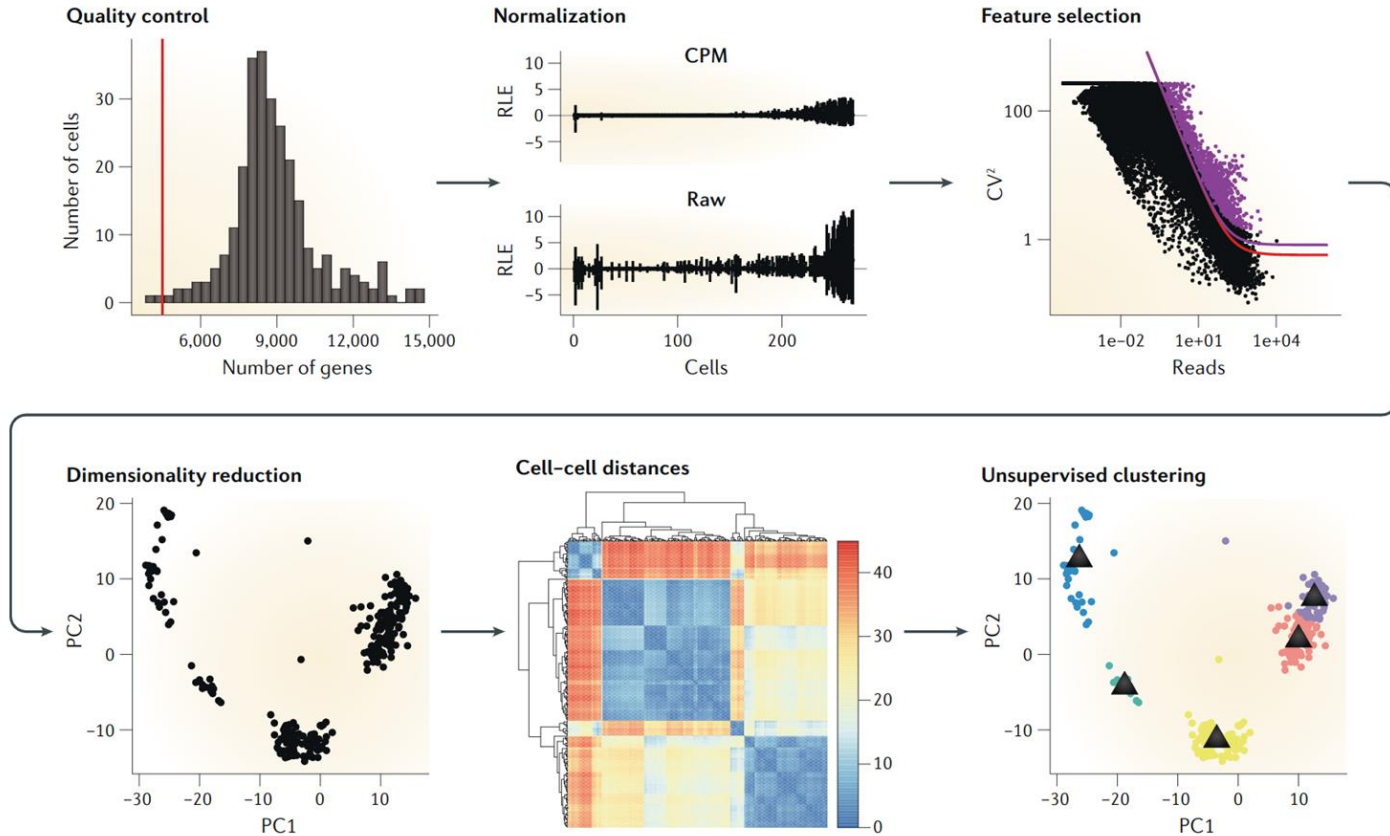 Quality control
Number of cells
30
20
10
0
6,000 9,000 12,000 15,000
Number of genes
Normalization
CPM
RLE
10
5
0
−5
Raw
RLE
10
5
0
−5
0 100 200
Cells
Feature selection
CV²
100
1
1e-02 1e+01 1e+04
Reads
Dimensionality reduction
PC2
20
10
0
−10
−30 −20 −10 0 10
PC1
Cell–cell distances
40
30
20
10
0
Unsupervised clustering
PC2
20
10
0
−10
−30 −20 −10 0 10
PC1